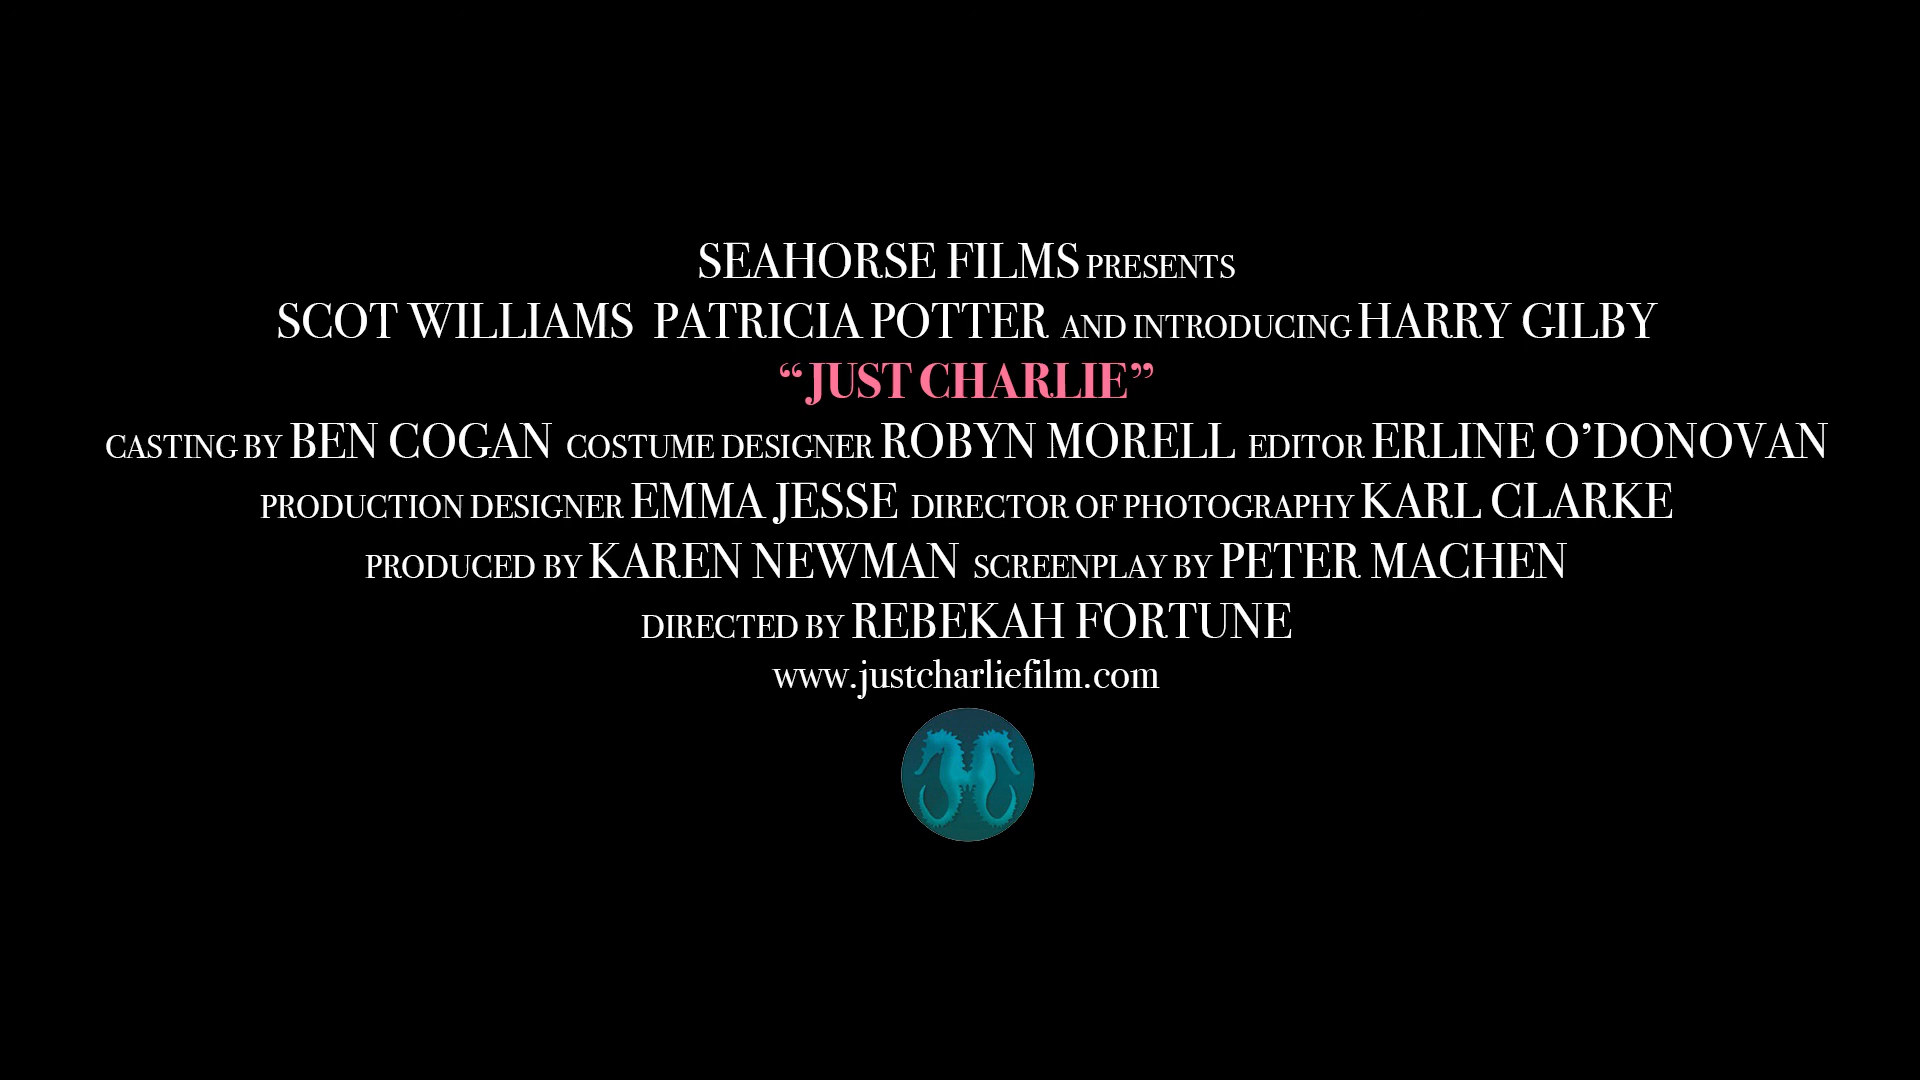 SEAHORSE FILMS PRESENTS
SCOT WILLIAMS PATRICIA POTTER AND INTRODUCING HARRY GILBY
“JUST CHARLIE”
CASTING BY BEN COGAN COSTUME DESIGNER ROBYN MORELL EDITOR ERLINE O’DONOVAN
PRODUCTION DESIGNER EMMA JESSE DIRECTOR OF PHOTOGRAPHY KARL CLARKE
PRODUCED BY KAREN NEWMAN SCREENPLAY BY PETER MACHEN
DIRECTED BY REBEKAH FORTUNE
www.justcharliefilm.com